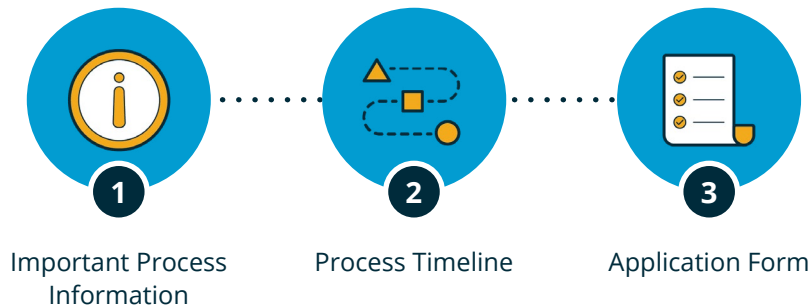 1
2
3
Important Process
Information
Process Timeline
Application Form